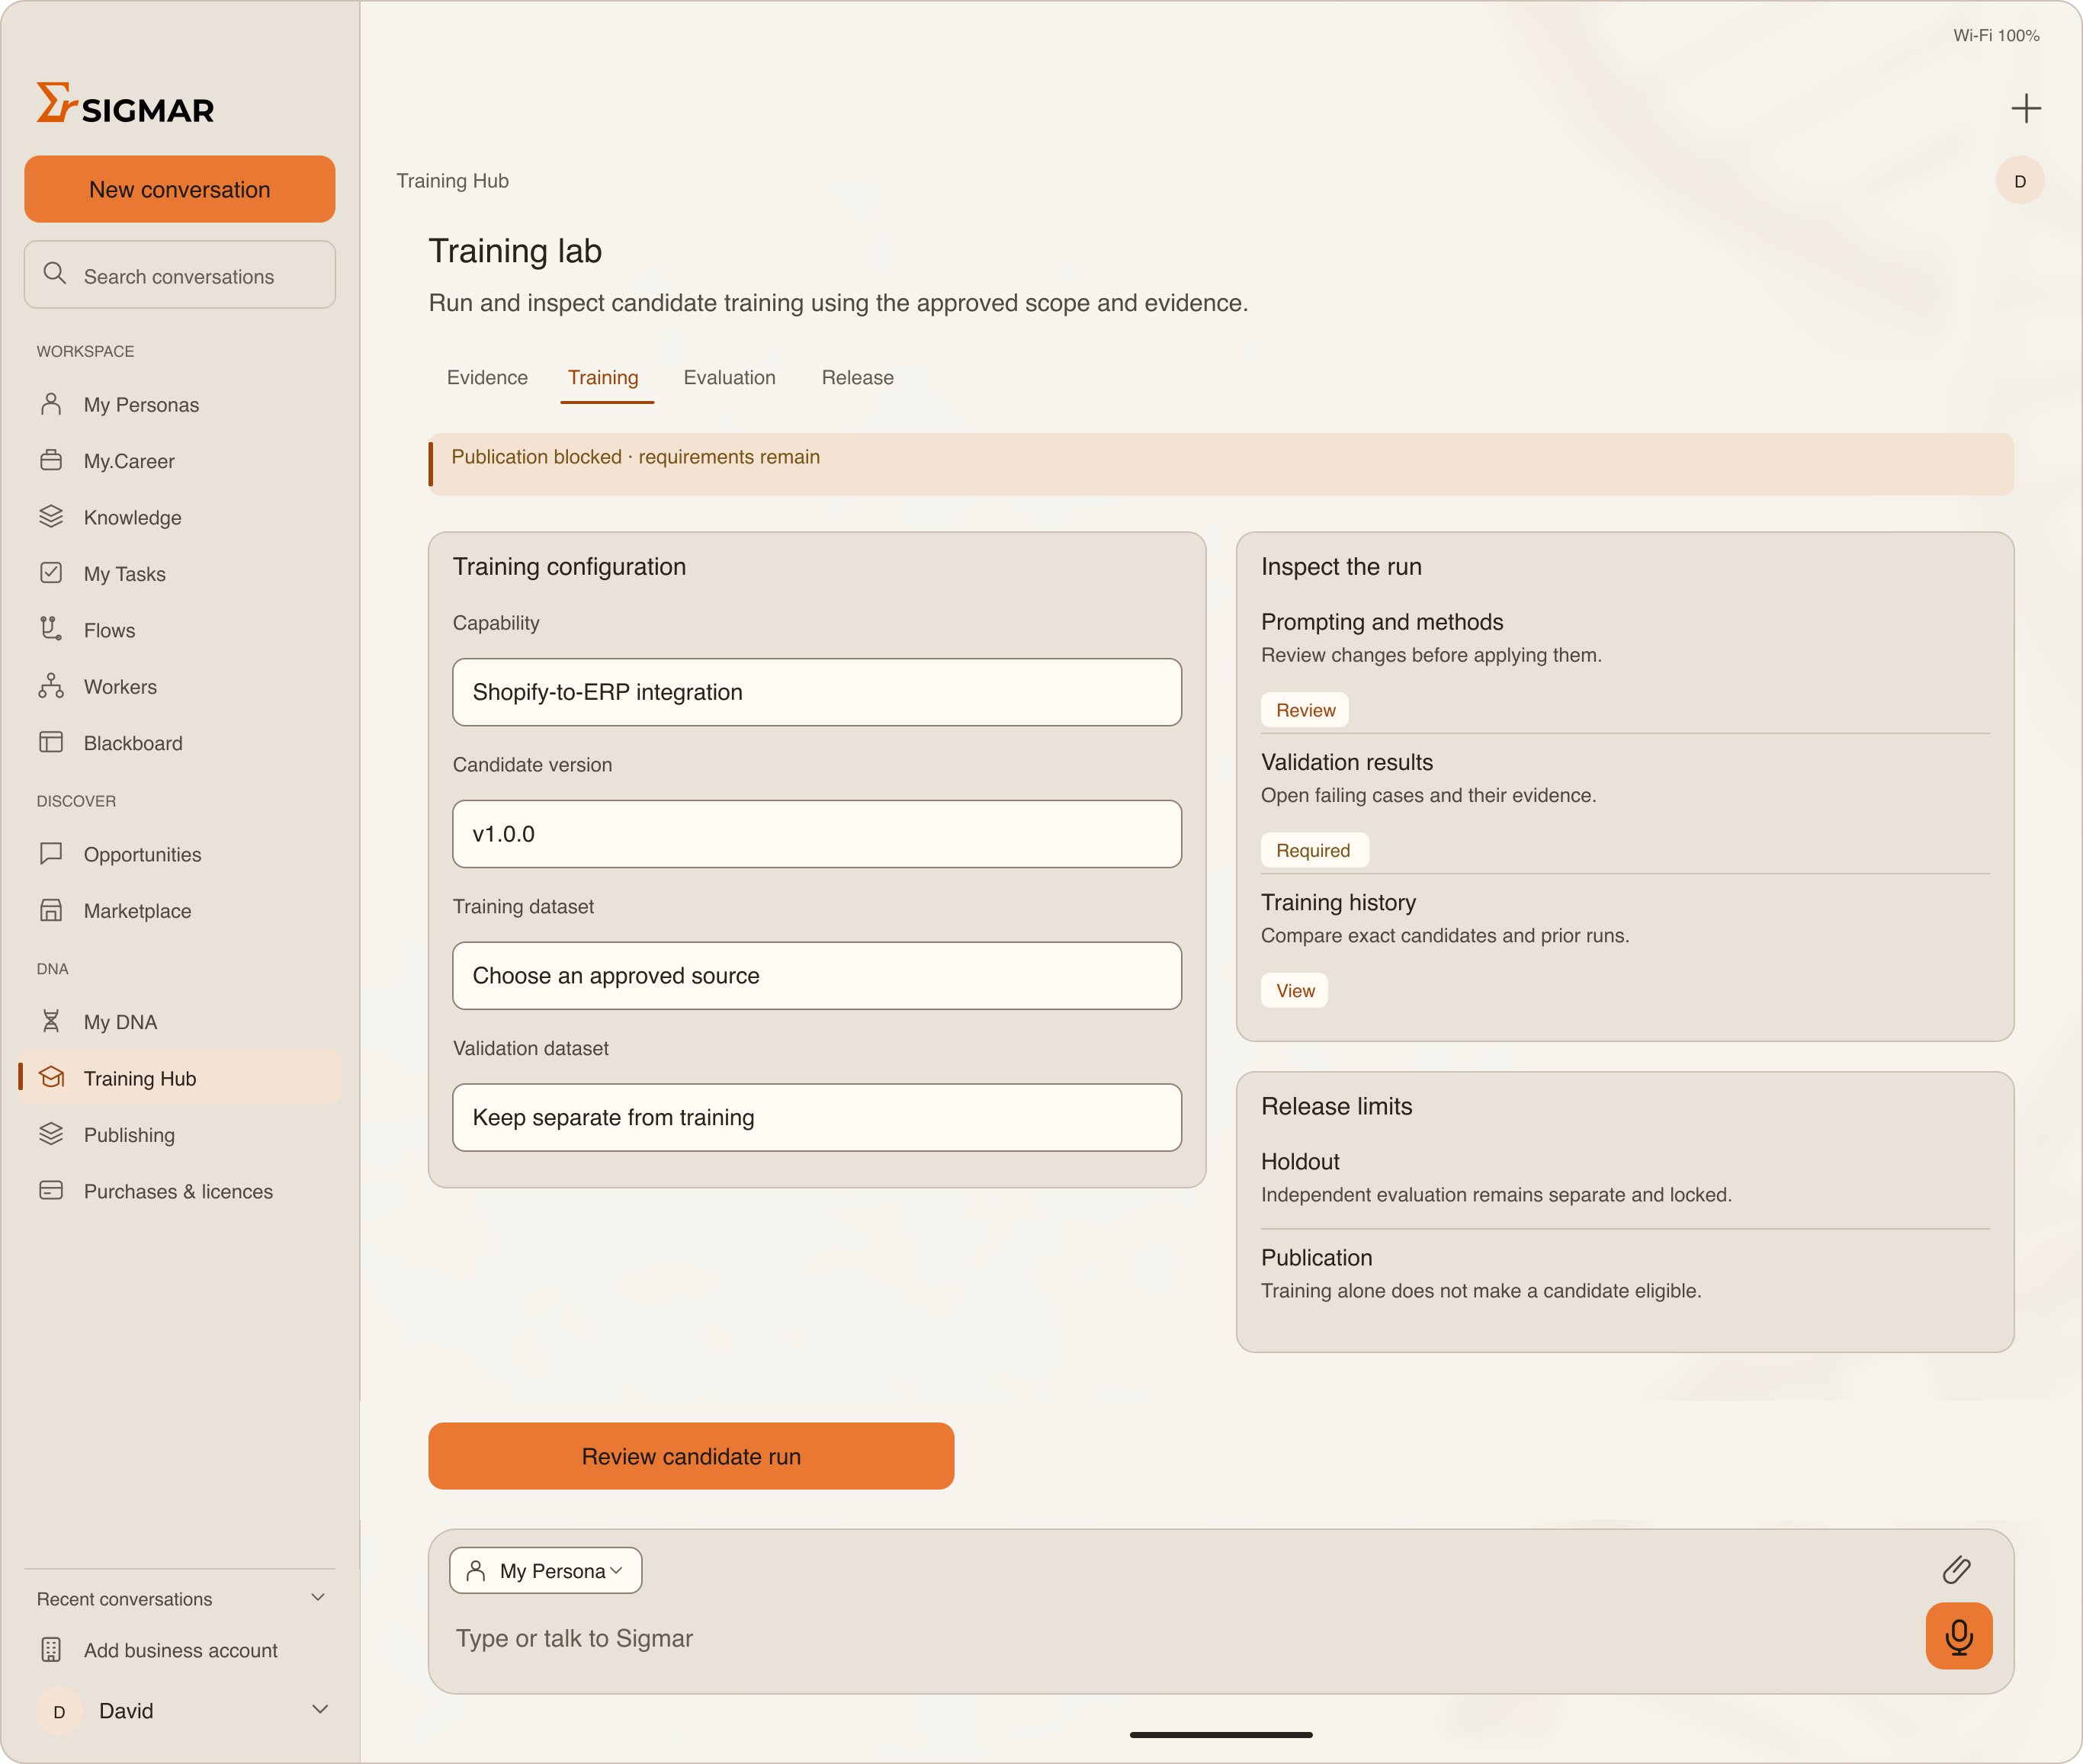 Wi-Fi 100%
Σr SIGMAR
New conversation
Search conversations
WORKSPACE
My Personas
My.Career
Knowledge
My Tasks
Flows
Workers
Blackboard
DISCOVER
Opportunities
Marketplace
DNA
My DNA
Training Hub
Publishing
Purchases & licences
Recent conversations
Add business account
D
David
Training Hub
D
Training lab
Run and inspect candidate training using the approved scope and evidence.
Evidence
Training
Evaluation
Release
Publication blocked · requirements remain
Training configuration
Capability
Shopify-to-ERP integration
Candidate version
v1.0.0
Training dataset
Choose an approved source
Validation dataset
Keep separate from training
Inspect the run
Prompting and methods
Review changes before applying them.
Review
Validation results
Open failing cases and their evidence.
Required
Training history
Compare exact candidates and prior runs.
View
Release limits
Holdout
Independent evaluation remains separate and locked.
Publication
Training alone does not make a candidate eligible.
Review candidate run
My Persona
Type or talk to Sigmar